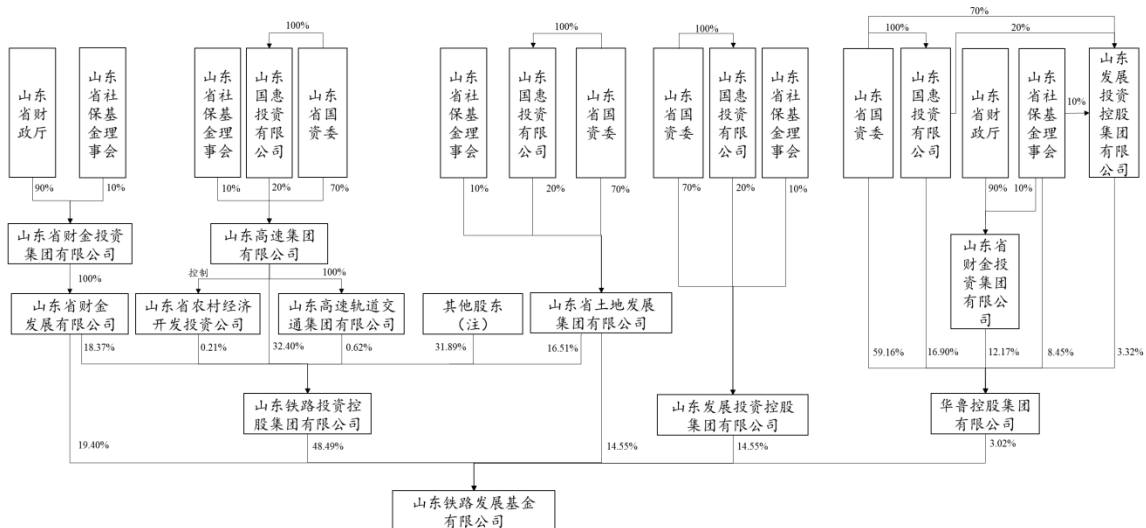 100%
100%
100%
70%
100%
20%
山东省财政厅
山东省社保基金理事会
山东省社保基金理事会
山东国惠投资有限公司
山东省国资委
山东省社保基金理事会
山东国惠投资有限公司
山东省国资委
山东省国资委
山东国惠投资有限公司
山东省社保基金理事会
山东省国资委
山东国惠投资有限公司
山东省财政厅
山东省社保基金理事会
10%
山东发展投资控股集团有限公司
90%
10%
10%
20%
70%
10%
20%
70%
70%
20%
10%
90%
10%
山东省财金投资
集团有限公司
山东高速集团
有限公司
山东省财金投资集团有限公司
100%
控制
100%
山东省财金
发展有限公司
山东省农村经济
开发投资公司
山东高速轨道交
通集团有限公司
其他股东
(注)
山东省土地发展
集团有限公司
18.37%
0.21%
32.40%
0.62%
31.89%
16.51%
59.16%
16.90%
12.17%
8.45%
3.32%
山东铁路投资控
股集团有限公司
山东发展投资控股
集团有限公司
华鲁控股集团
有限公司
19.40%
48.49%
14.55%
14.55%
3.02%
山东铁路发展基金
有限公司